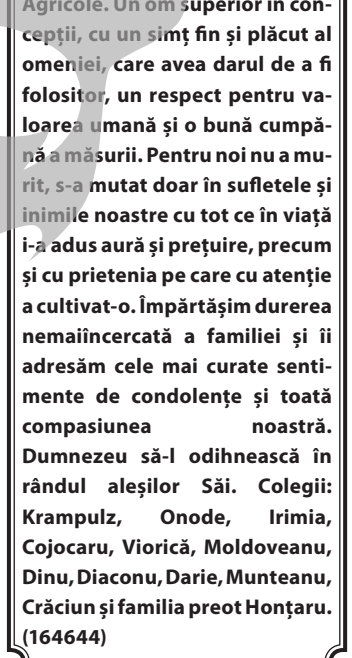 Agricole. Un om superior în con-
cepții, cu un simț fin și plăcut al
omeniei, care avea darul de a fi
folositor, un respect pentru va-
loarea umană și o bună cumpă-
nă a măsurii. Pentru noi nu a mu-
rit, s-a mutat doar în sufletele și
inimile noastre cu tot ce în viață
i-a adus aură și prețuire, precum
și cu prietenia pe care cu atenție
a cultivat-o. Împărtășim durerea
nemaiîncercată a familiei și îi
adresăm cele mai curate senti-
mente de condolențe și toată
compasiunea noastră.
Dumnezeu să-l odihnească în
rândul aleșilor Săi. Colegii:
Krampulz, Onode, Irimia,
Cojocaru, Viorică, Moldoveanu,
Dinu, Diaconu, Darie, Munteanu,
Crăciun și familia preot Honțaru.
(164644)